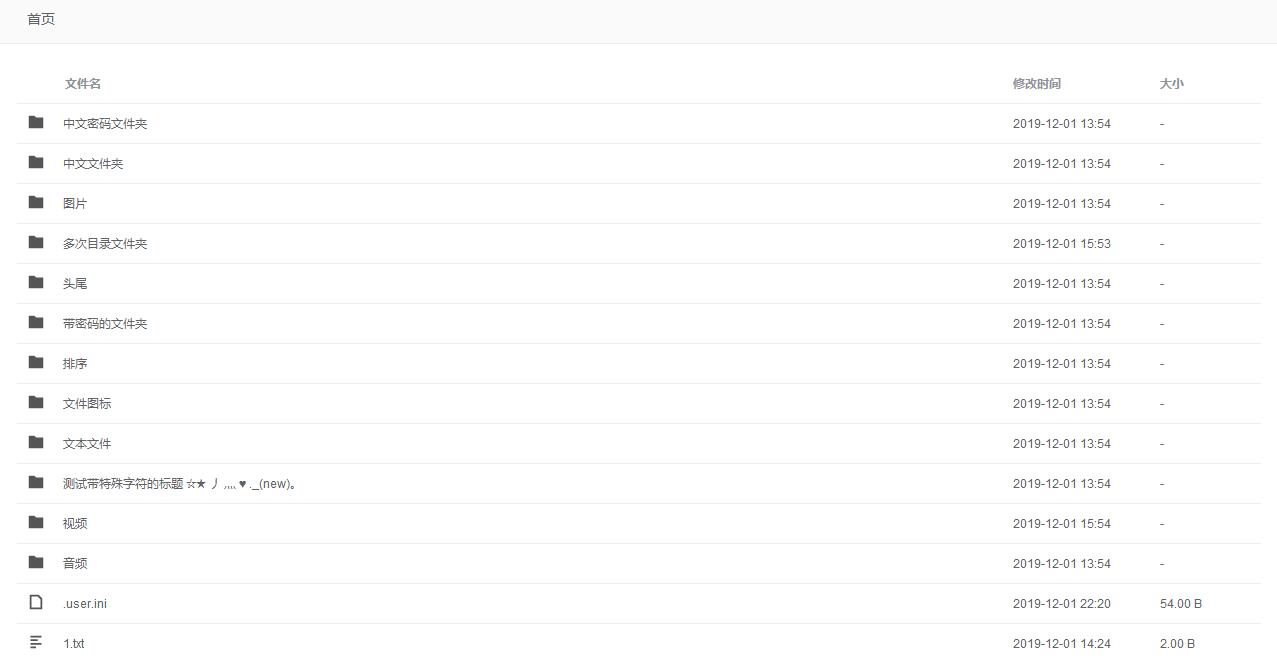 首页
文件名 修改时间 大小
中文密码文件夹 2019-12-01 13:54 -
中文文件夹 2019-12-01 13:54 -
图片 2019-12-01 13:54 -
多次目录文件夹 2019-12-01 15:53 -
头尾 2019-12-01 13:54 -
带密码的文件夹 2019-12-01 13:54 -
排序 2019-12-01 13:54 -
文件图标 2019-12-01 13:54 -
文本文件 2019-12-01 13:54 -
测试带特殊字符的标题 ☆★ 丿 灬 ♥ ._(new)。 2019-12-01 13:54 -
视频 2019-12-01 15:54 -
音频 2019-12-01 13:54 -
.user.ini 2019-12-01 22:20 54.00 B
1.txt 2019-12-01 14:24 2.00 B